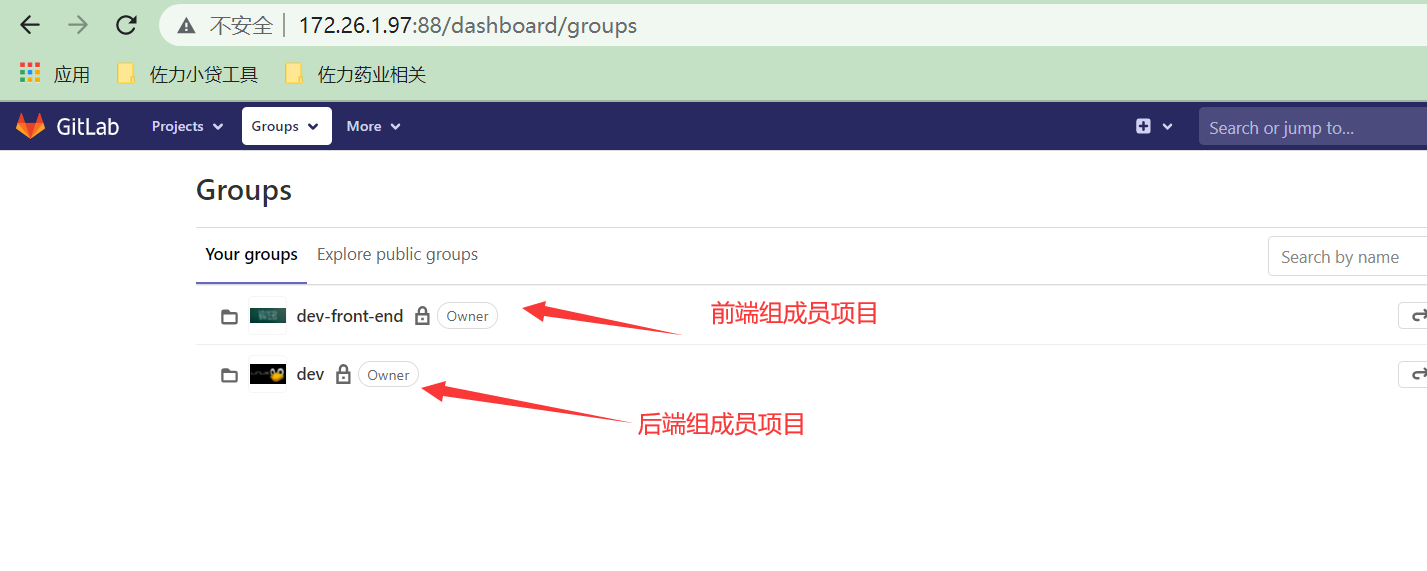 不安全 172.26.1.97:88/dashboard/groups
应用 佐力小贷工具 佐力药业相关
GitLab Projects Groups More Search or jump to...
Groups
Your groups Explore public groups Search by name
dev-front-end Owner 前端组成员项目
dev Owner
后端组成员项目